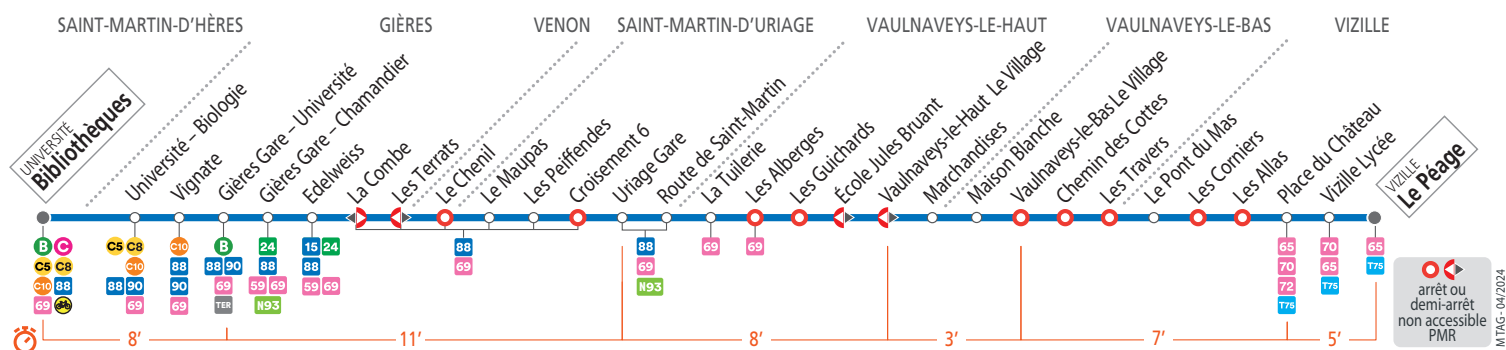 SAINT-MARTIN-D'HÈRES
GIÈRES
VENON
SAINT-MARTIN-D'URIAGE
VAULNAVEYS-LE-HAUT
VAULNAVEYS-LE-BAS
VIZILLE
UNIVERSITÉ
Bibliothèques
Université – Biologie
Vignate
Gières Gare – Université
Gières Gare – Chamandier
Edelweiss
La Combe
Les Terrats
Le Chenil
Le Maupas
Les Peiffendes
Croisement 6
Uriage Gare
Route de Saint-Martin
La Tuilerie
Les Alberges
Les Guichards
École Jules Bruant
Vaulnaveys-le-Haut Le Village
Marchandises
Maison Blanche
Vaulnaveys-le-Bas Le Village
Chemin des Cottes
Les Travers
Le Pont du Mas
Les Corniers
Les Allas
Place du Château
Vizille Lycée
VIZILLE
Le Peage
B C
C5 C8
C10 88
69
C5 C8
C10
88 90
69
C10
88
90
69
B
88 90
69
TER
24
88
59 69
N93
15 24
88
59 69
88
69
88
69
N93
69
69
65
70
72
T75
70
65
T75
65
T75
8'
11'
8'
3'
7'
5'
arrêt ou
demi-arrêt
non accessible
PMR
MTAG - 04/2024